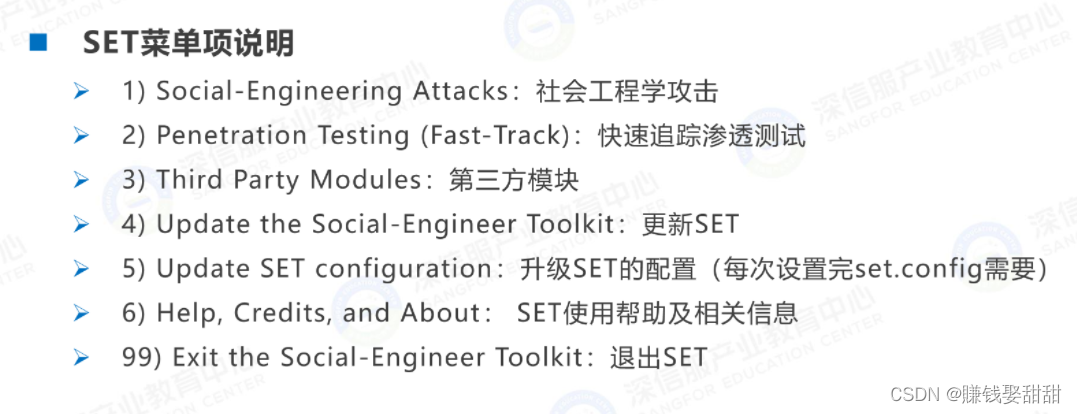 SET菜单项说明
1) Social-Engineering Attacks：社会工程学攻击
2) Penetration Testing (Fast-Track)：快速追踪渗透测试
3) Third Party Modules：第三方模块
4) Update the Social-Engineer Toolkit：更新SET
5) Update SET configuration：升级SET的配置（每次设置完set.config需要）
6) Help, Credits, and About： SET使用帮助及相关信息
99) Exit the Social-Engineer Toolkit：退出SET
深信服产业教育中心
SANGFOR EDUCATION CENTER
CSDN @賺钱娶甜甜